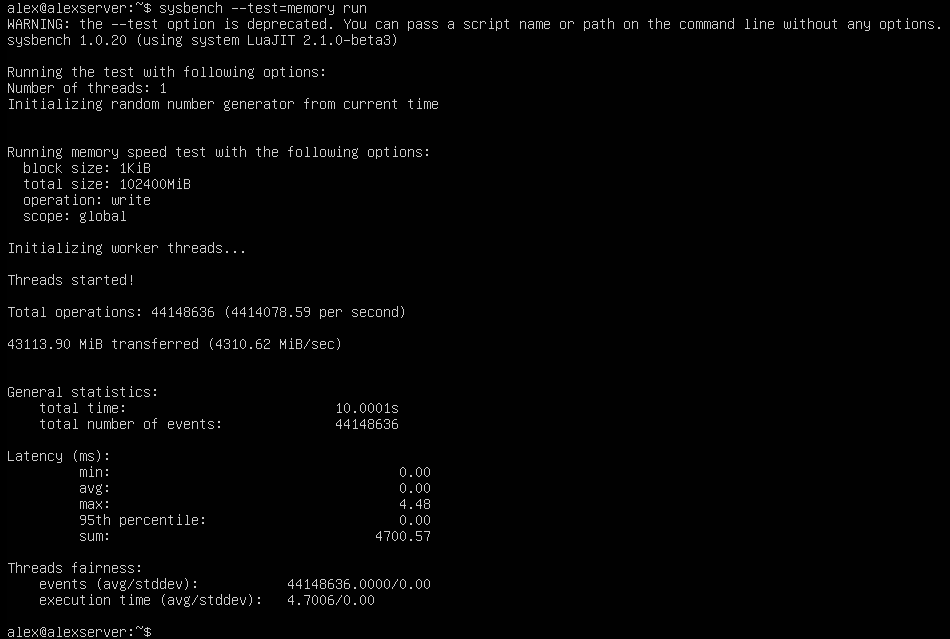 alex@alexserver:~$ sysbench --test=memory run
WARNING: the --test option is deprecated. You can pass a script name or path on the command line without any options.
sysbench 1.0.20 (using system LuaJIT 2.1.0-beta3)
Running the test with following options:
Number of threads: 1
Initializing random number generator from current time
Running memory speed test with the following options:
block size: 1KiB
total size: 102400MiB
operation: write
scope: global
Initializing worker threads...
Threads started!
Total operations: 44148636 (4414078.59 per second)
43113.90 MiB transferred (4310.62 MiB/sec)
General statistics:
total time: 10.0001s
total number of events: 44148636
Latency (ms):
min: 0.00
avg: 0.00
max: 4.48
95th percentile: 0.00
sum: 4700.57
Threads fairness:
events (avg/stddev): 44148636.0000/0.00
execution time (avg/stddev): 4.7006/0.00
alex@alexserver:~$